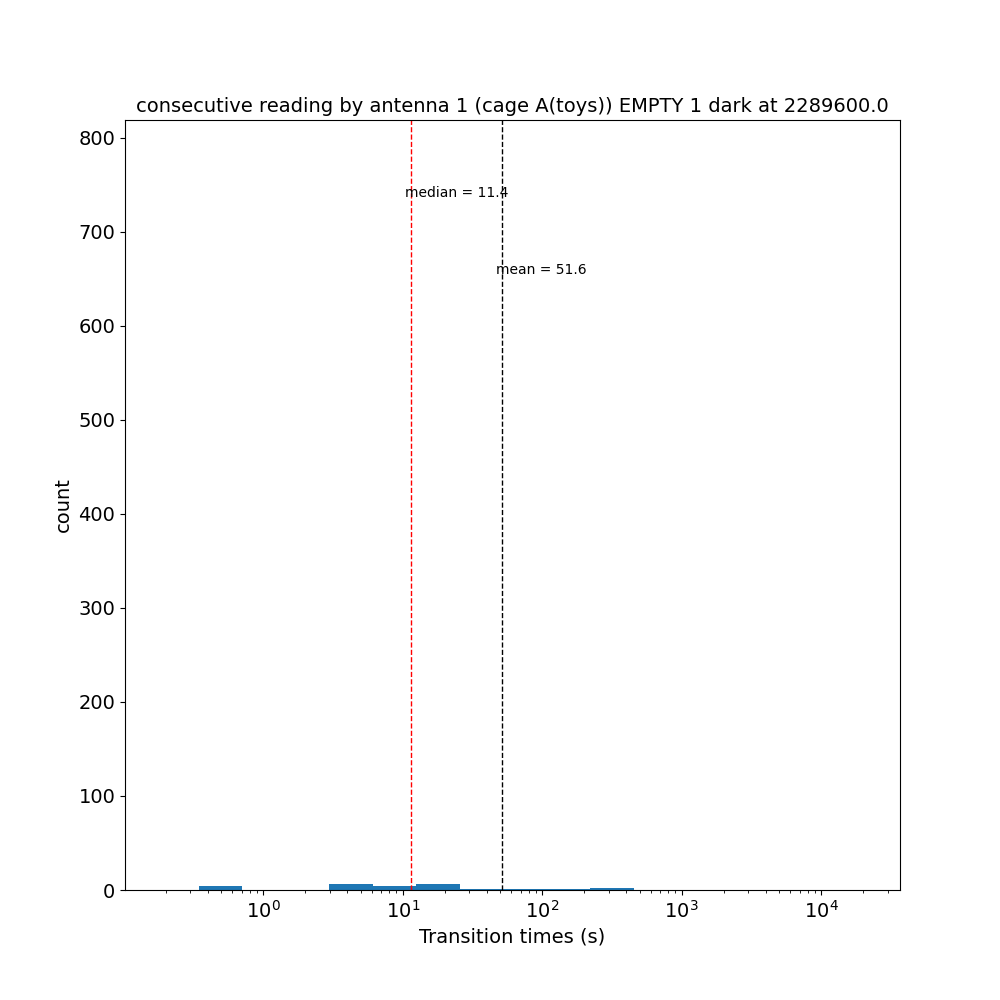 consecutive reading by antenna 1 (cage A(toys)) EMPTY 1 dark at 2289600.0
800
median = 11.4
700
mean = 51.6
600
500
count
400
300
200
100
0
10⁰ 10¹ 10² 10³ 10⁴
Transition times (s)